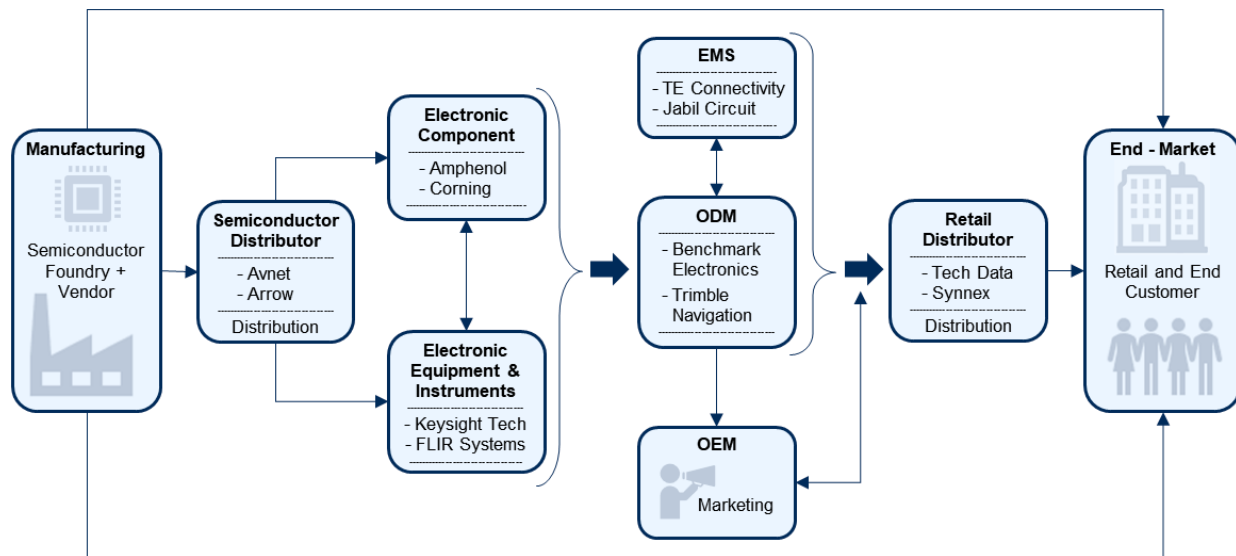 Manufacturing
Semiconductor
Foundry +
Vendor
Semiconductor
Distributor
- Avnet
- Arrow
Distribution
Electronic
Component
- Amphenol
- Corning
Electronic
Equipment &
Instruments
- Keysight Tech
- FLIR Systems
EMS
- TE Connectivity
- Jabil Circuit
ODM
- Benchmark
Electronics
- Trimble
Navigation
OEM
Marketing
Retail
Distributor
- Tech Data
- Synnex
Distribution
End - Market
Retail and End
Customer